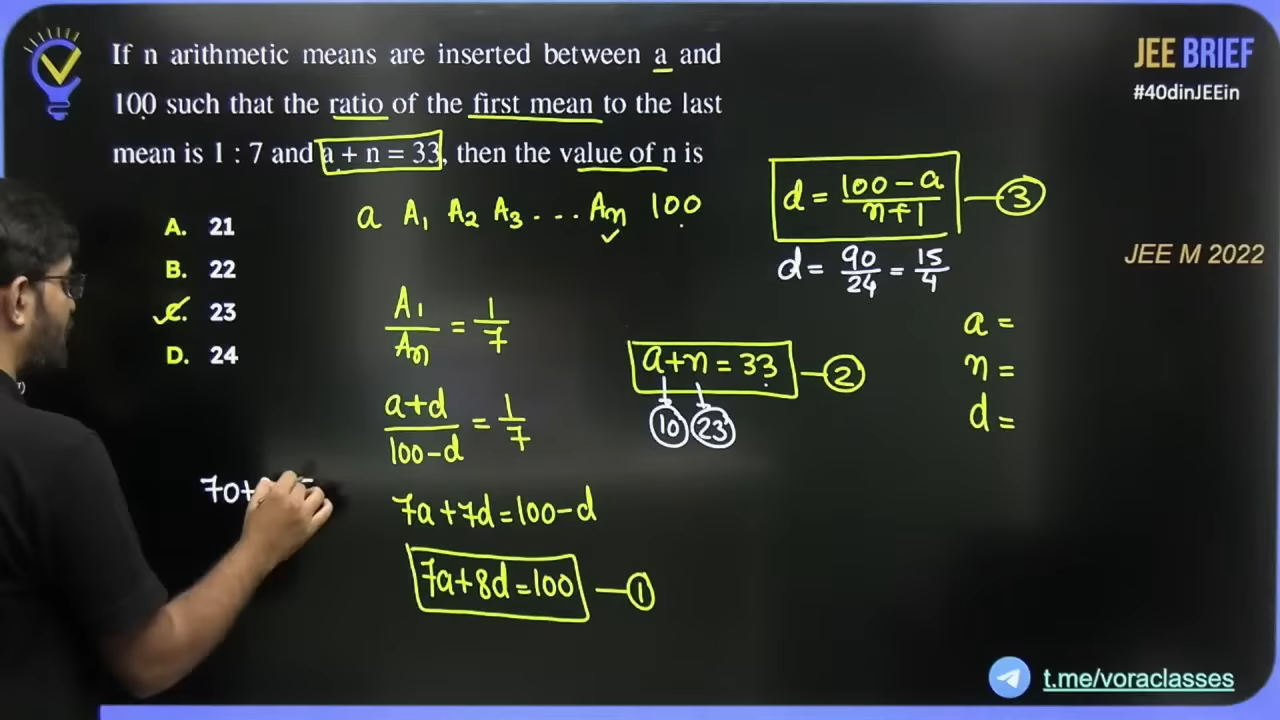 If n arithmetic means are inserted between a and
100 such that the ratio of the first mean to the last
mean is 1 : 7 and a + n = 33, then the value of n is
A. 21
B. 22
C. 23
D. 24
a A₁ A₂ A₃ ... Aₙ 100
A₁/Aₙ = 1/7
(a+d)/(100-d) = 1/7
7a+7d=100-d
7a+8d=100 — 1
70+
a+n=33 — 2
10 23
d = (100-a)/(n+1) — 3
d = 90/24 = 15/4
a =
n =
d =
JEE BRIEF
#40dinJEEin
JEE M 2022
t.me/voraclasses